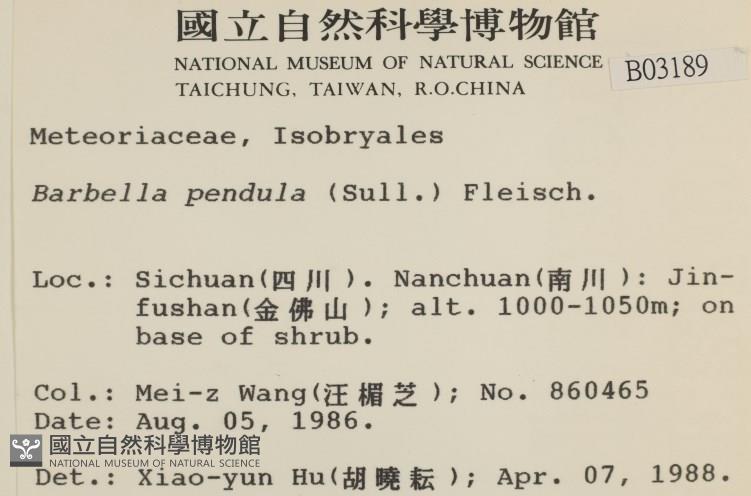 國立自然科學博物館
NATIONAL MUSEUM OF NATURAL SCIENCE
B03189
TAICHUNG, TAIWAN, R.O.CHINA
Meteoriaceae, Isobryales
Barbella pendula (Sull.) Fleisch.
Loc.: Sichuan(四川). Nanchuan(南川): Jin-
fushan(金佛山); alt. 1000-1050m; on
base of shrub.
Col.: Mei-z Wang(汪楣芝); No. 860465
Date: Aug. 05, 1986.
國立自然科學博物館
NATIONAL MUSEUM OF NATURAL SCIENCE
Det.: Xiao-yun Hu(胡曉耘); Apr. 07, 1988.